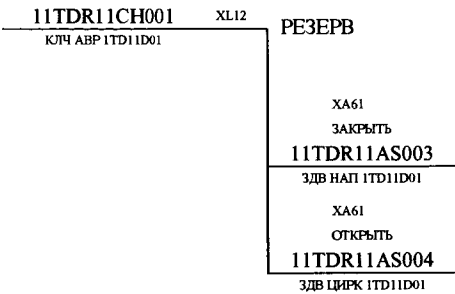 11TDR11CH001 XL12
КЛЧ АВР 1TD11D01
РЕЗЕРВ
XA61
ЗАКРЫТЬ
11TDR11AS003
ЗДВ НАП 1TD11D01
XA61
ОТКРЫТЬ
11TDR11AS004
ЗДВ ЦИРК 1TD11D01